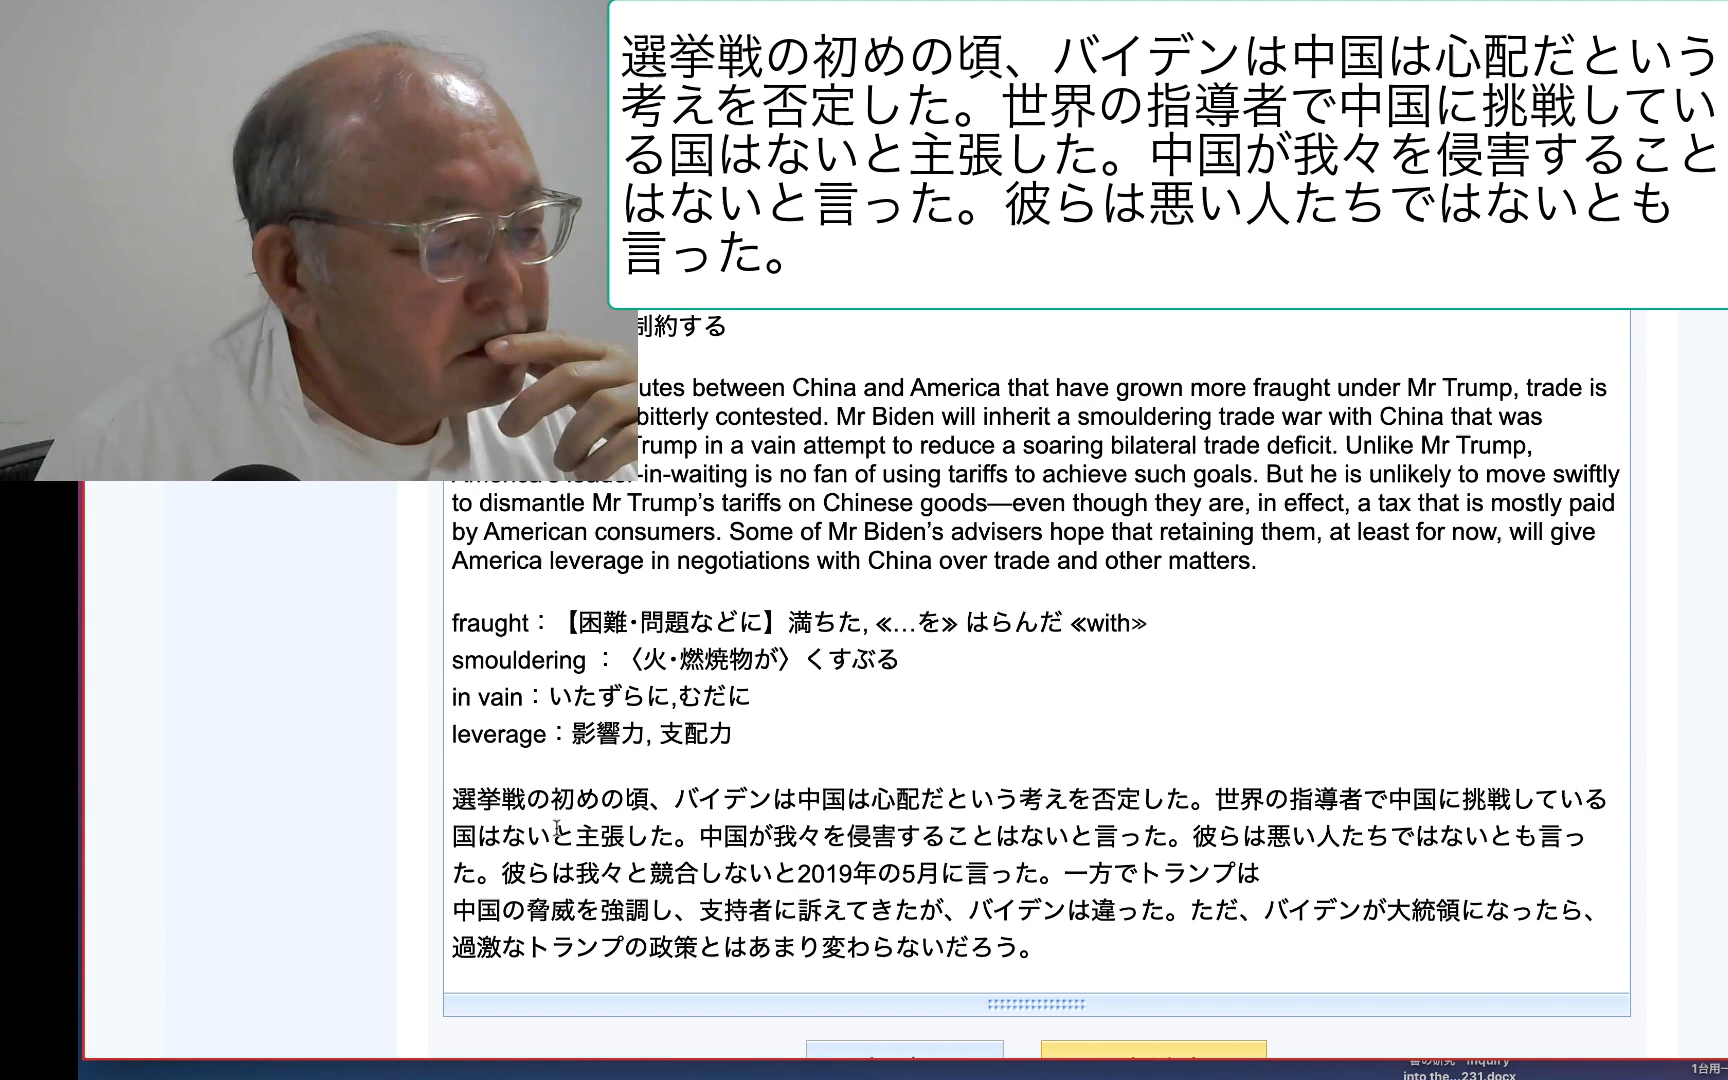 選挙戦の初めの頃、バイデンは中国は心配だという
考えを否定した。世界の指導者で中国に挑戦してい
る国はないと主張した。中国が我々を侵害すること
はないと言った。彼らは悪い人たちではないとも
言った。
制約する
utes between China and America that have grown more fraught under Mr Trump, trade is
bitterly contested. Mr Biden will inherit a smouldering trade war with China that was
Trump in a vain attempt to reduce a soaring bilateral trade deficit. Unlike Mr Trump,
-in-waiting is no fan of using tariffs to achieve such goals. But he is unlikely to move swiftly
to dismantle Mr Trump’s tariffs on Chinese goods—even though they are, in effect, a tax that is mostly paid
by American consumers. Some of Mr Biden’s advisers hope that retaining them, at least for now, will give
America leverage in negotiations with China over trade and other matters.
fraught：【困難･問題などに】満ちた, ≪…を≫ はらんだ ≪with≫
smouldering ：〈火･燃焼物が〉くすぶる
in vain：いたずらに,むだに
leverage：影響力, 支配力
選挙戦の初めの頃、バイデンは中国は心配だという考えを否定した。世界の指導者で中国に挑戦している
国はないと主張した。中国が我々を侵害することはないと言った。彼らは悪い人たちではないとも言っ
た。彼らは我々と競合しないと2019年の5月に言った。一方でトランプは
中国の脅威を強調し、支持者に訴えてきたが、バイデンは違った。ただ、バイデンが大統領になったら、
過激なトランプの政策とはあまり変わらないだろう。
into the...231.docx
1台用